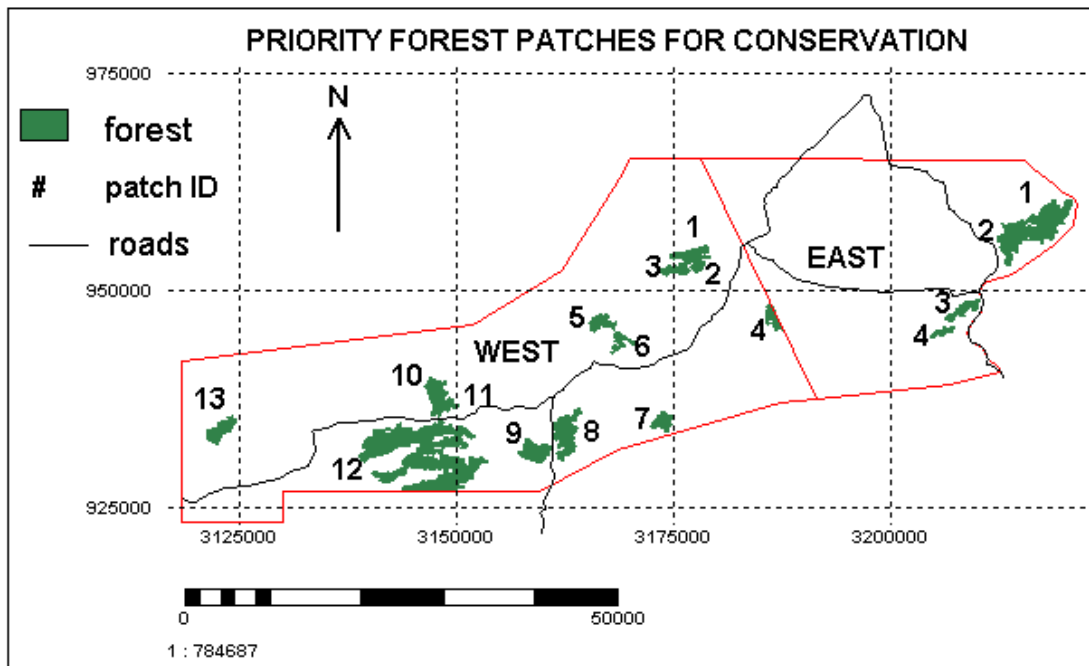 PRIORITY FOREST PATCHES FOR CONSERVATION
975000
N
forest
# patch ID
roads
1
1
2
EAST
3
2
950000
3
4
4
5
6
WEST
10
11
13
7
8
9
12
925000
3125000 3150000 3175000 3200000
0 50000
1 : 784687